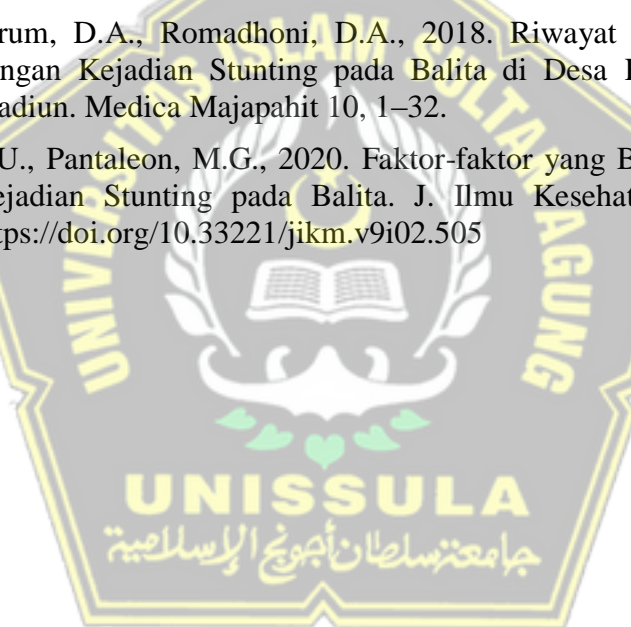 rum, D.A., Romadhoni, D.A., 2018. Riwayat
ngan Kejadian Stunting pada Balita di Desa
adiun. Medica Majapahit 10, 1–32.
U., Pantaleon, M.G., 2020. Faktor-faktor yang B
ejadian Stunting pada Balita. J. Ilmu Kesehat
tps://doi.org/10.33221/jikm.v9i02.505
UNIVERSITAS ISLAM SULTAN AGUNG
UNISSULA
جامعة سلطان أجونج الإسلامية